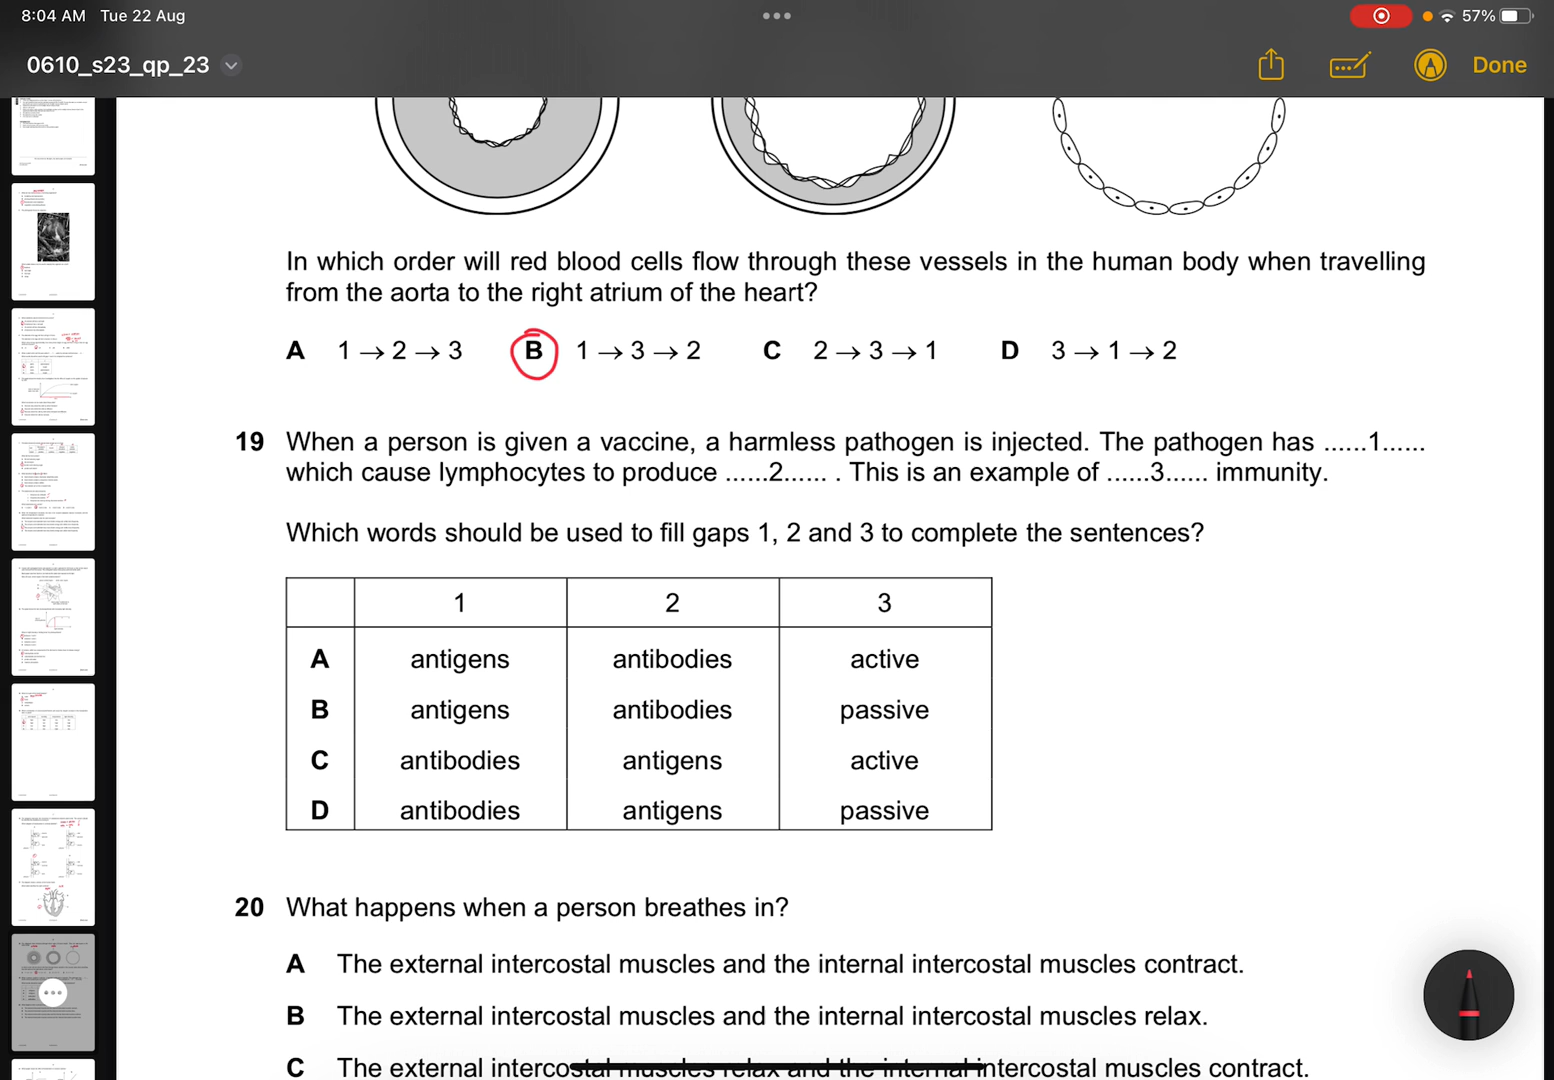 8:04 AM Tue 22 Aug
57%
0610_s23_qp_23
Done
In which order will red blood cells flow through these vessels in the human body when travelling
from the aorta to the right atrium of the heart?
A 1 → 2 → 3 B 1 → 3 → 2 C 2 → 3 → 1 D 3 → 1 → 2
19 When a person is given a vaccine, a harmless pathogen is injected. The pathogen has ......1......
which cause lymphocytes to produce ......2...... . This is an example of ......3...... immunity.
Which words should be used to fill gaps 1, 2 and 3 to complete the sentences?
1 2 3
A antigens antibodies active
B antigens antibodies passive
C antibodies antigens active
D antibodies antigens passive
20 What happens when a person breathes in?
A The external intercostal muscles and the internal intercostal muscles contract.
B The external intercostal muscles and the internal intercostal muscles relax.
C The external intercostal muscles relax and the internal intercostal muscles contract.